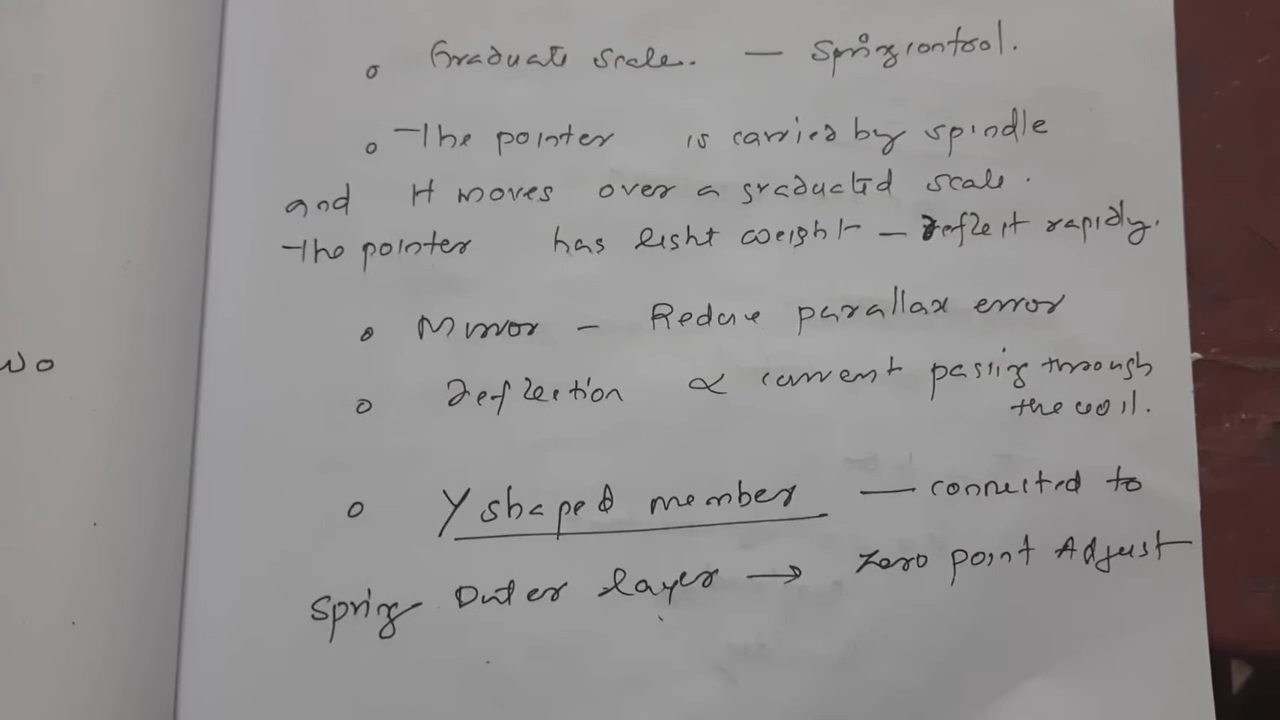 o Graduate scale. — Spring control.
o The pointer is carried by spindle
and it moves over a graduated scale.
The pointer has light weight — deflect rapidly.
o Mirror — Reduce parallax error
No
o Deflection ∝ current passing through
the coil.
o Y shaped member — connected to
spring outer layer → zero point Adjust